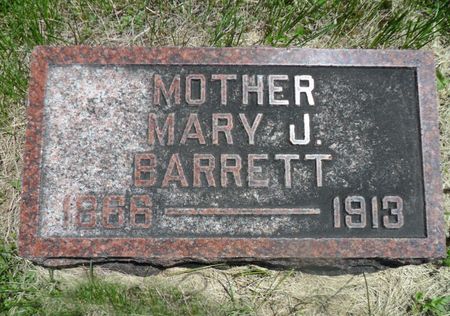 MOTHER
MARY J.
BARRETT
1866 — 1913